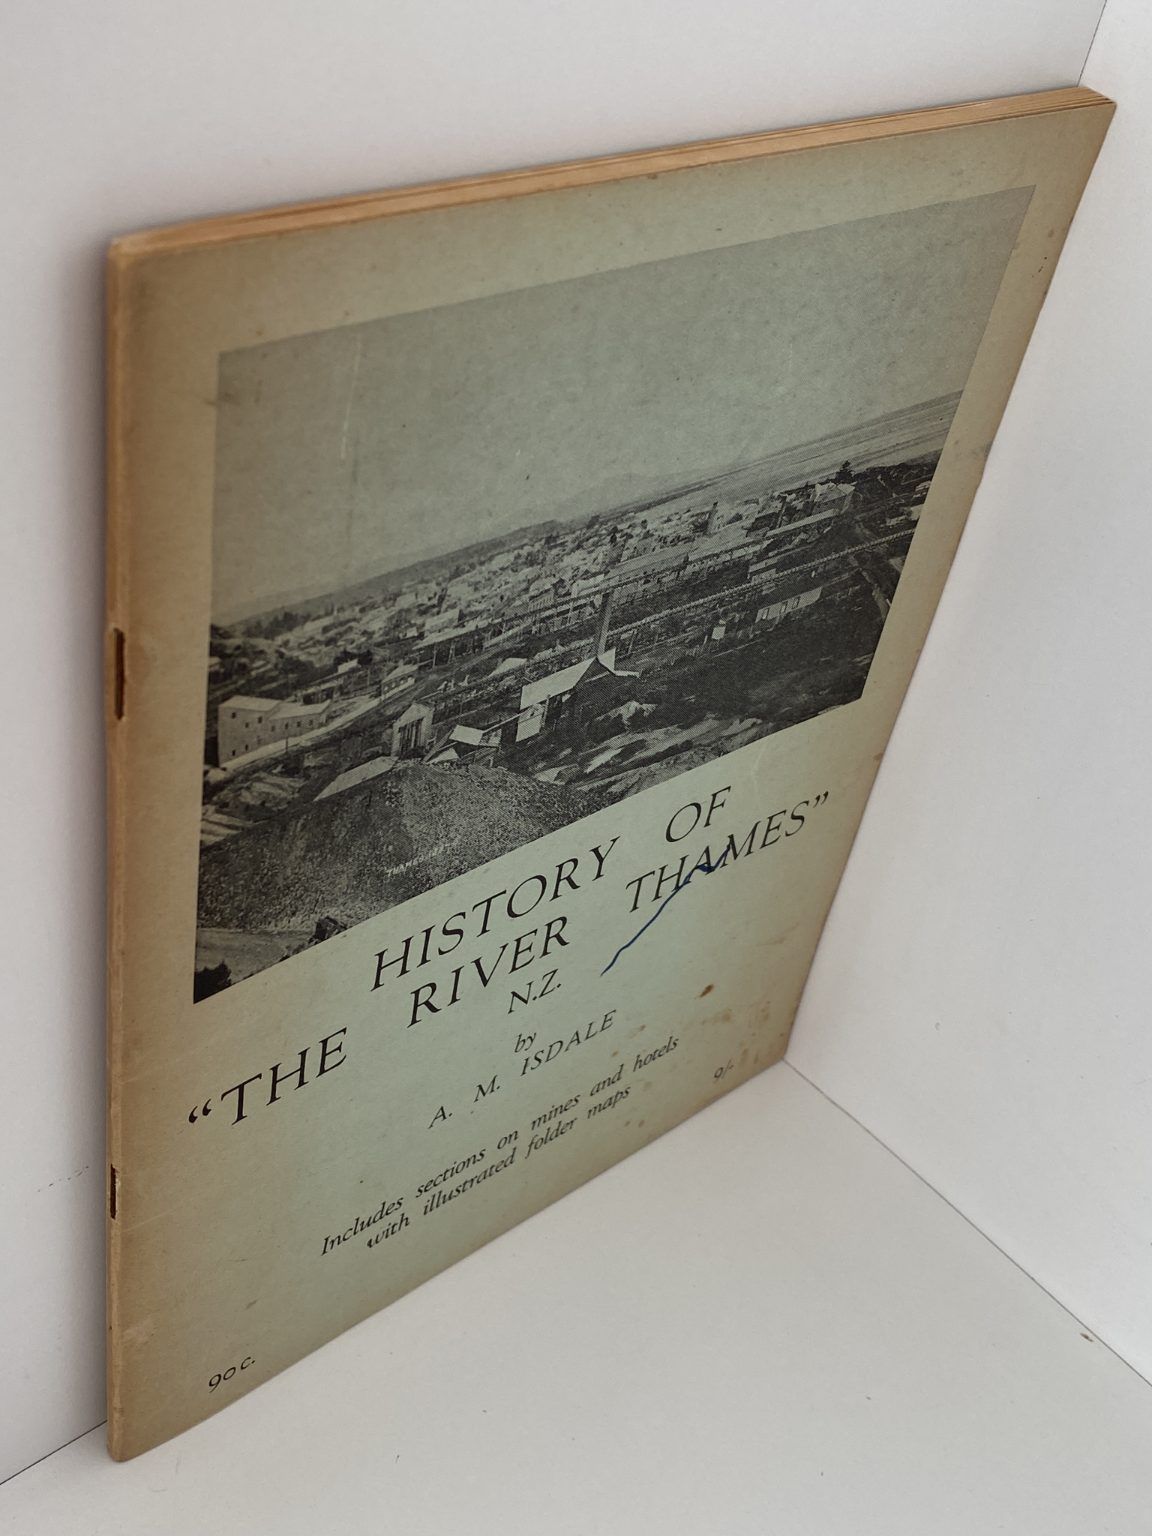 HISTORY OF
"THE RIVER THAMES"
N.Z.
by
A. M. ISDALE
Includes sections on mines and hotels
with illustrated folder maps
90c.
9/-